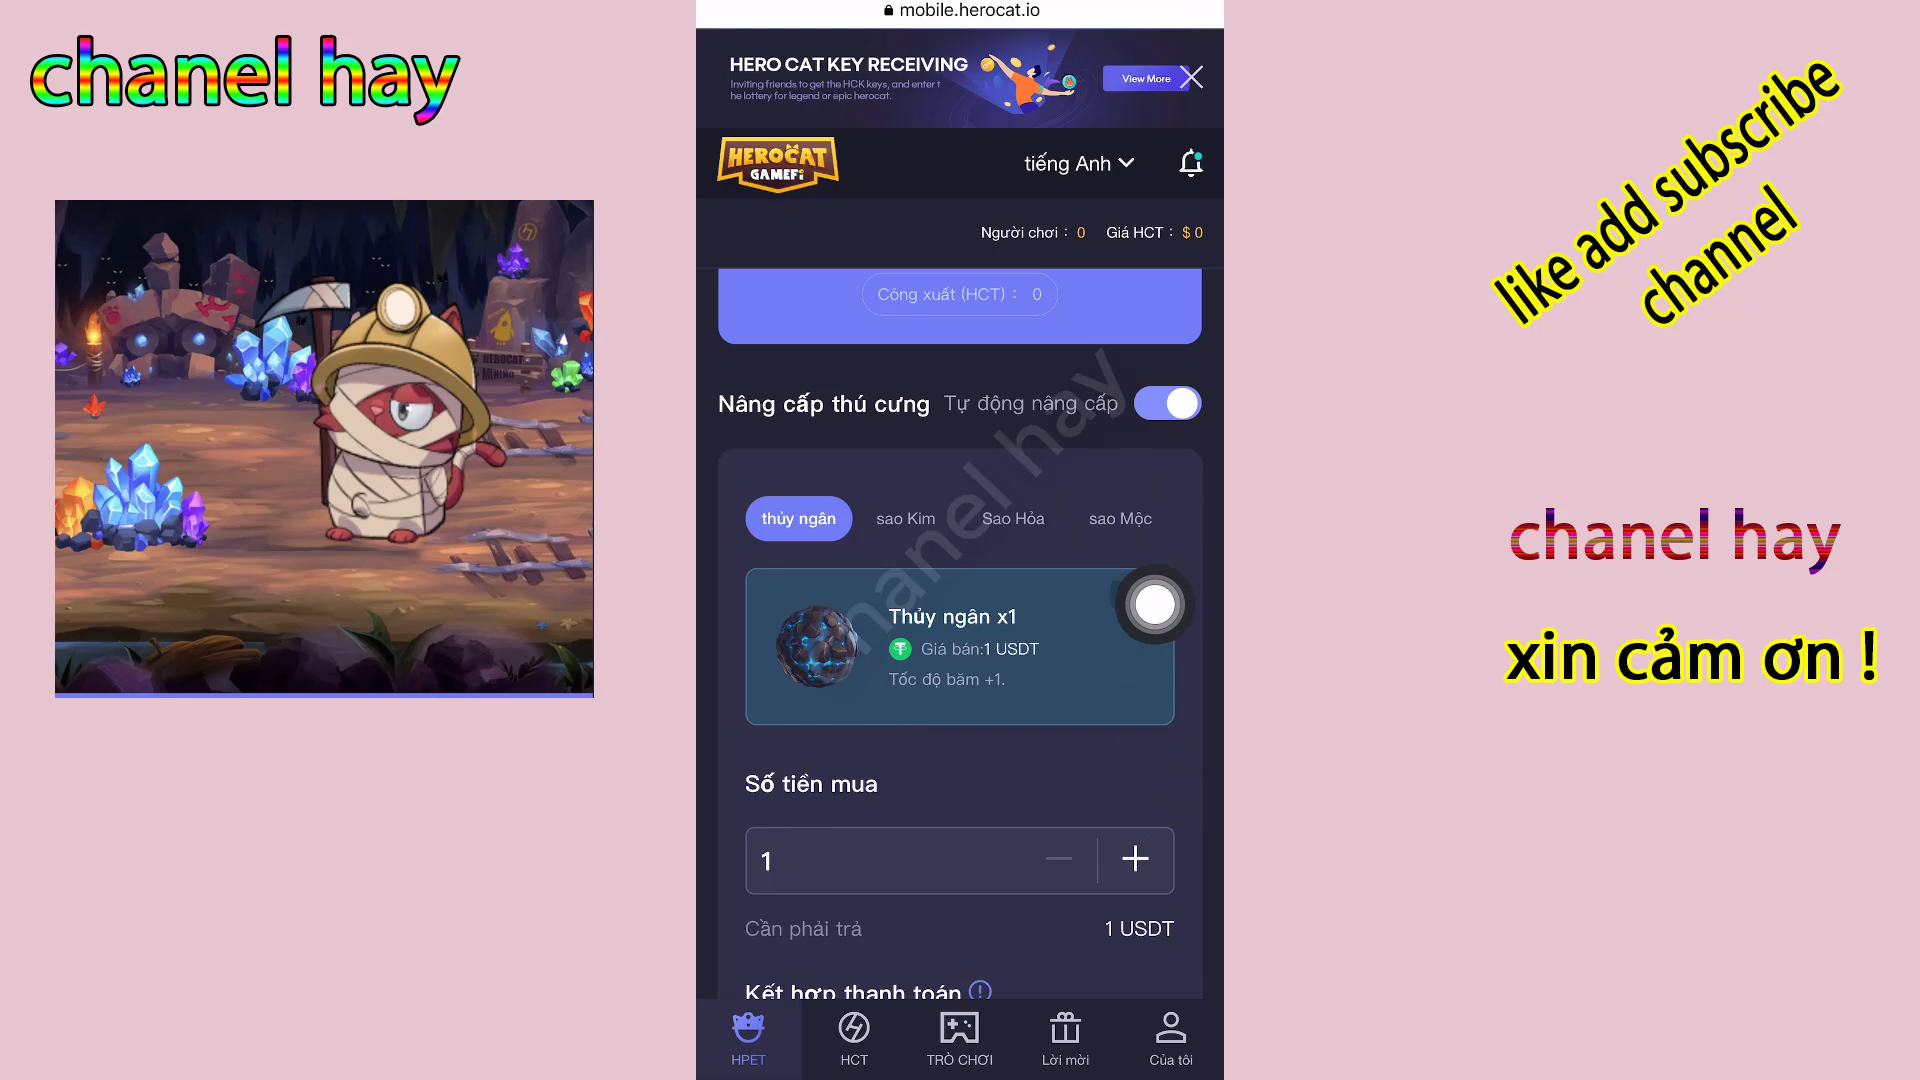 chanel hay
mobile.herocat.io
HERO CAT KEY RECEIVING
Inviting friends to get the HCK keys, and enter t
he lottery for legend or epic herocat.
View More
HEROCAT
GAMEFi
tiếng Anh
Người chơi : 0 Giá HCT : $ 0
Công xuất (HCT) : 0
Nâng cấp thú cưng Tự động nâng cấp
thủy ngân sao Kim Sao Hỏa sao Mộc
Thủy ngân x1
Giá bán:1 USDT
Tốc độ băm +1.
Số tiền mua
1
Cần phải trả 1 USDT
Kết hợp thanh toán
HPET HCT TRÒ CHƠI Lời mời Của tôi
chanel hay
HEROCAT
MINING
like add subscribe
channel
chanel hay
xin cảm ơn !